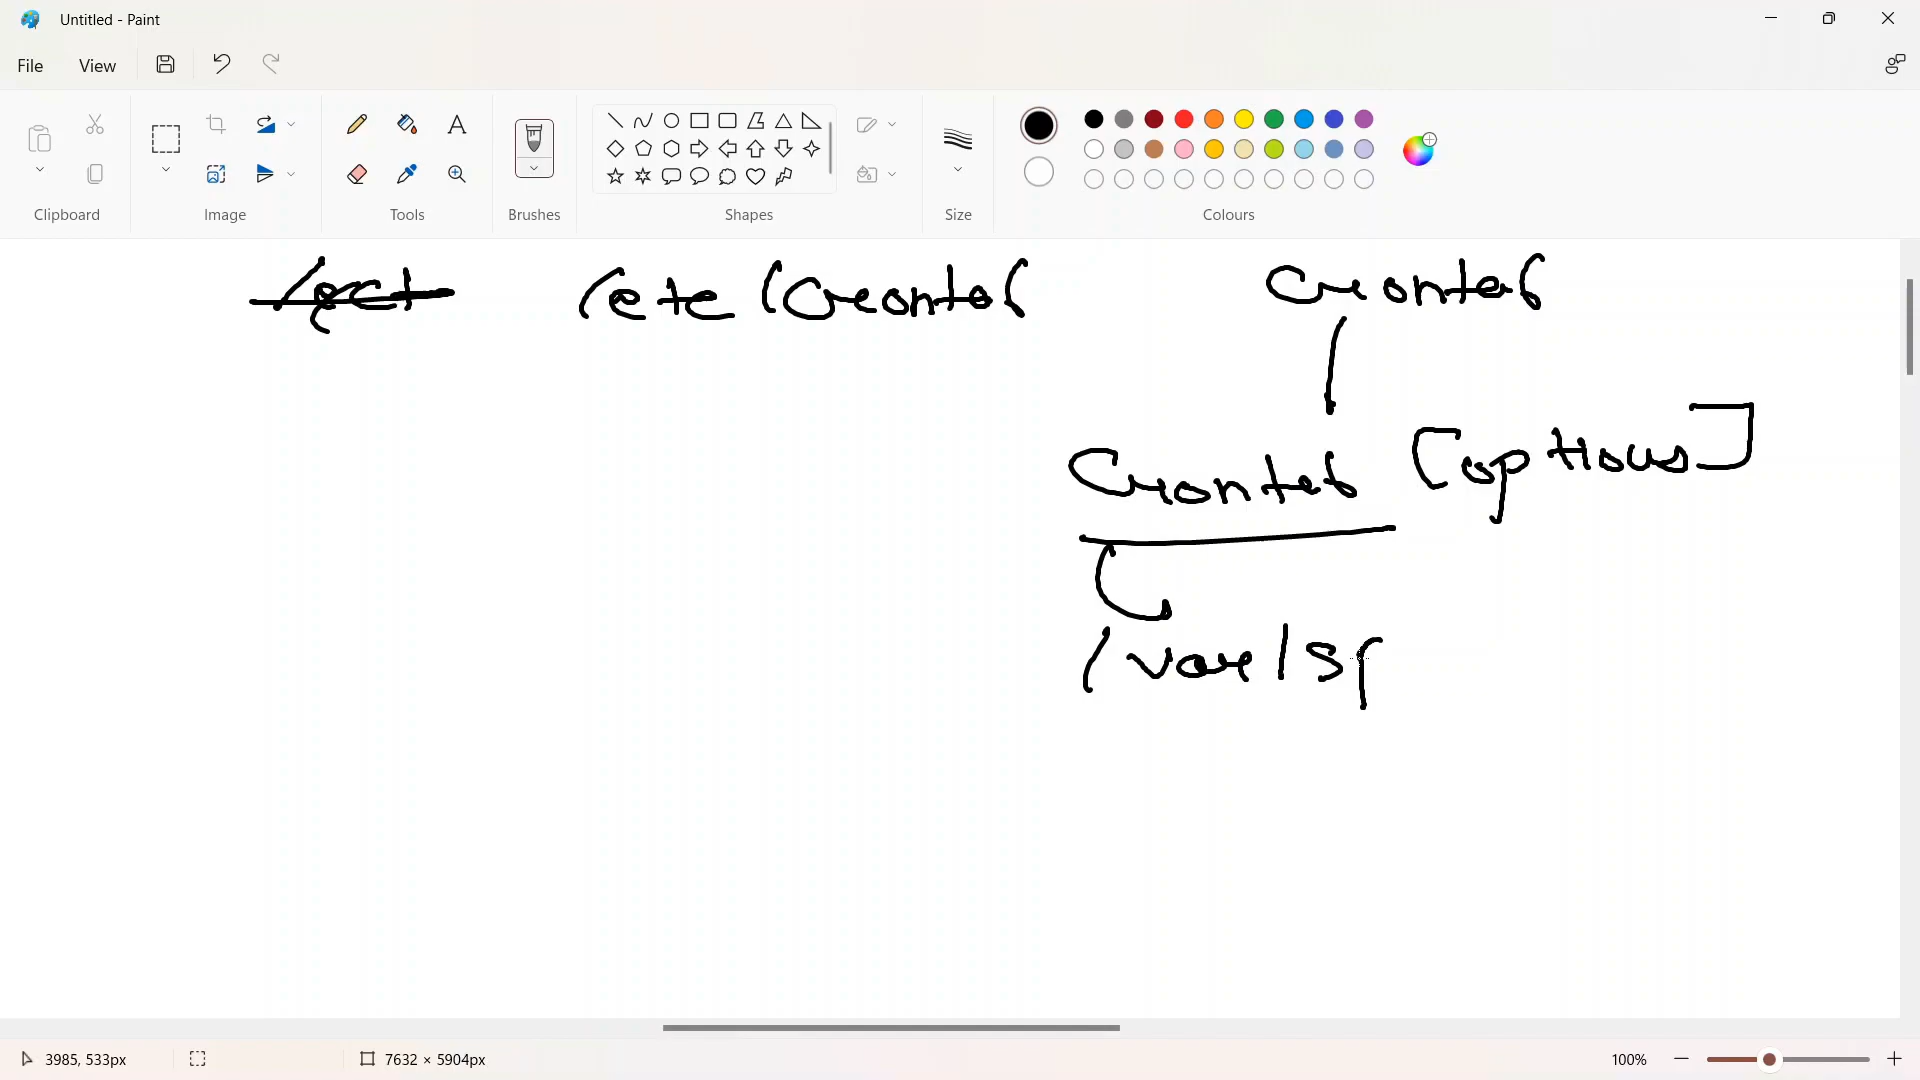 Untitled - Paint
File View
Clipboard Image Tools Brushes Shapes Size Colours
/ect /etc/crontab crontab
crontab [options]
/var/sp
3985, 533px 7632 × 5904px 100%